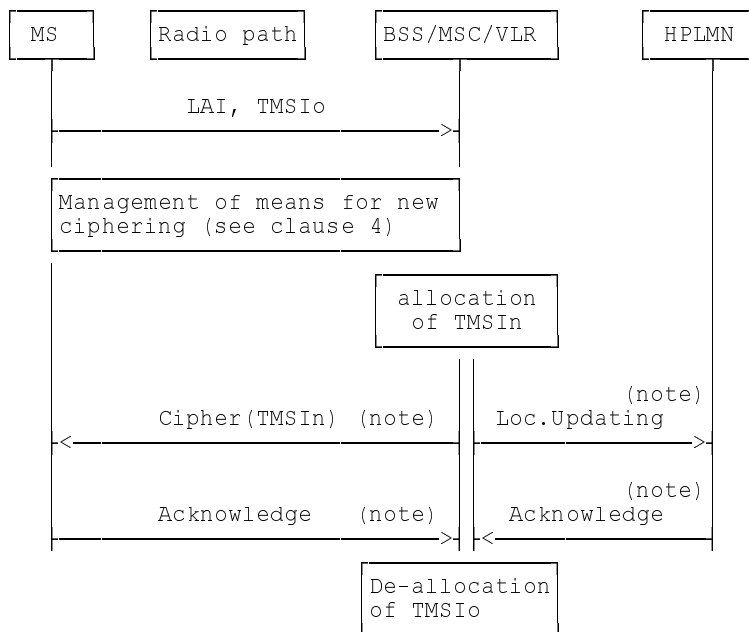 MS Radio path BSS/MSC/VLR HPLMN
LAI, TMSIo
Management of means for new
ciphering (see clause 4)
allocation
of TMSIn
(note)
Cipher(TMSIn) (note) Loc.Updating
(note)
Acknowledge (note) Acknowledge
De-allocation
of TMSIo